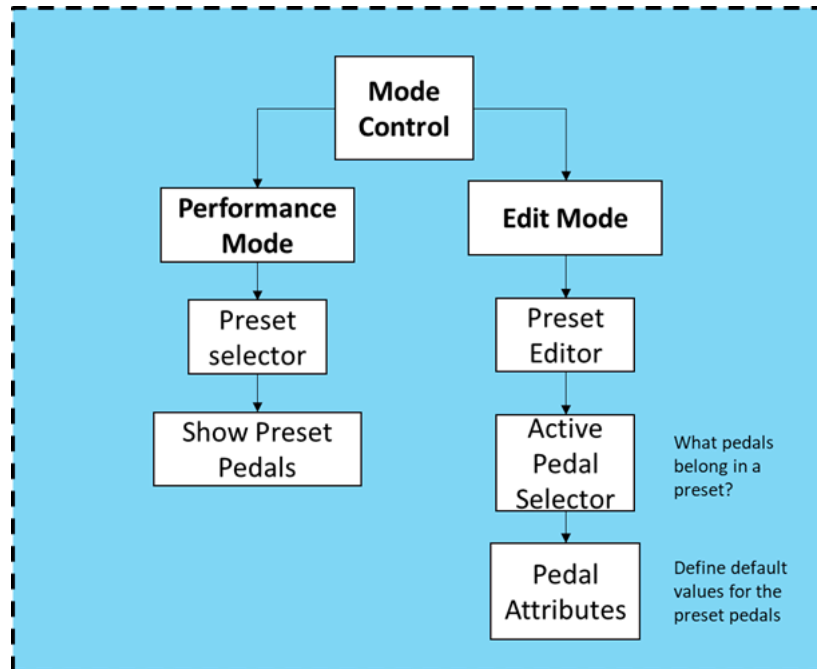 Mode
Control
Performance
Mode
Edit Mode
Preset
selector
Preset
Editor
Show Preset
Pedals
Active
Pedal
Selector
What pedals
belong in a
preset?
Pedal
Attributes
Define default
values for the
preset pedals